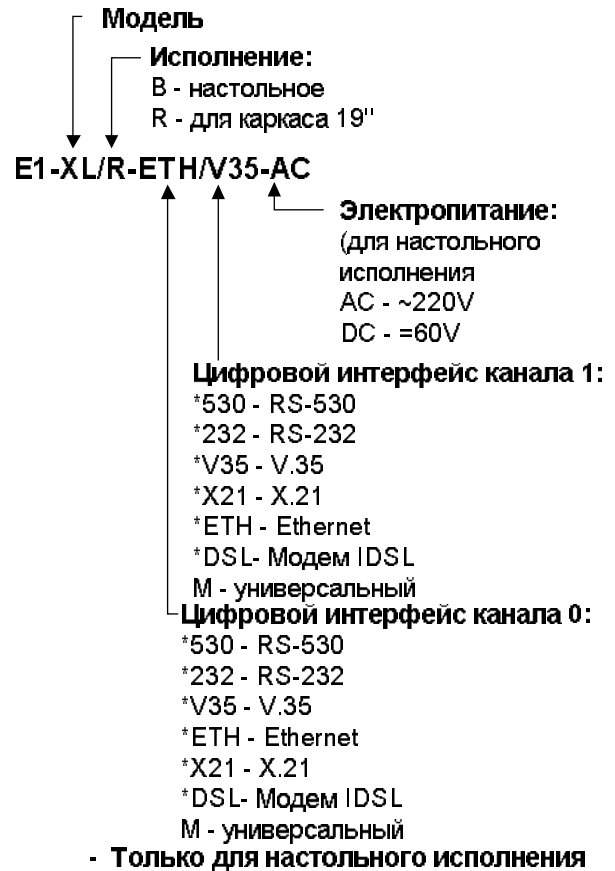 Модель
Исполнение:
B - настольное
R - для каркаса 19"
E1-XL/R-ETH/V35-AC
Электропитание:
(для настольного
исполнения
AC - ~220V
DC - =60V
Цифровой интерфейс канала 1:
*530 - RS-530
*232 - RS-232
*V35 - V.35
*X21 - X.21
*ETH - Ethernet
*DSL- Модем IDSL
M - универсальный
Цифровой интерфейс канала 0:
*530 - RS-530
*232 - RS-232
*V35 - V.35
*ETH - Ethernet
*X21 - X.21
*DSL- Модем IDSL
M - универсальный
- Только для настольного исполнения